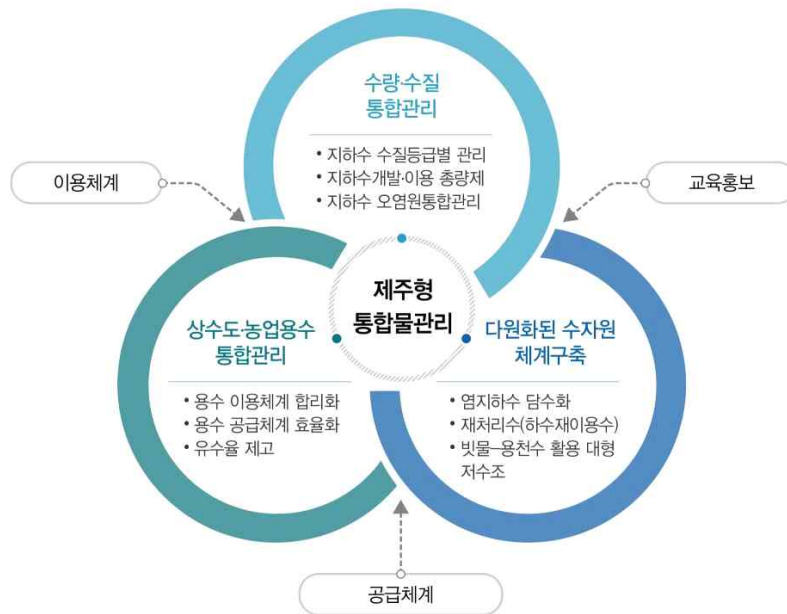 수량·수질
통합관리
• 지하수 수질등급별 관리
• 지하수개발·이용 총량제
• 지하수 오염원통합관리
이용체계
교육홍보
제주형
통합물관리
상수도·농업용수
통합관리
• 용수 이용체계 합리화
• 용수 공급체계 효율화
• 유수율 제고
다원화된 수자원
체계구축
• 염지하수 담수화
• 재처리수(하수재이용수)
• 빗물–용천수 활용 대형
저수조
공급체계